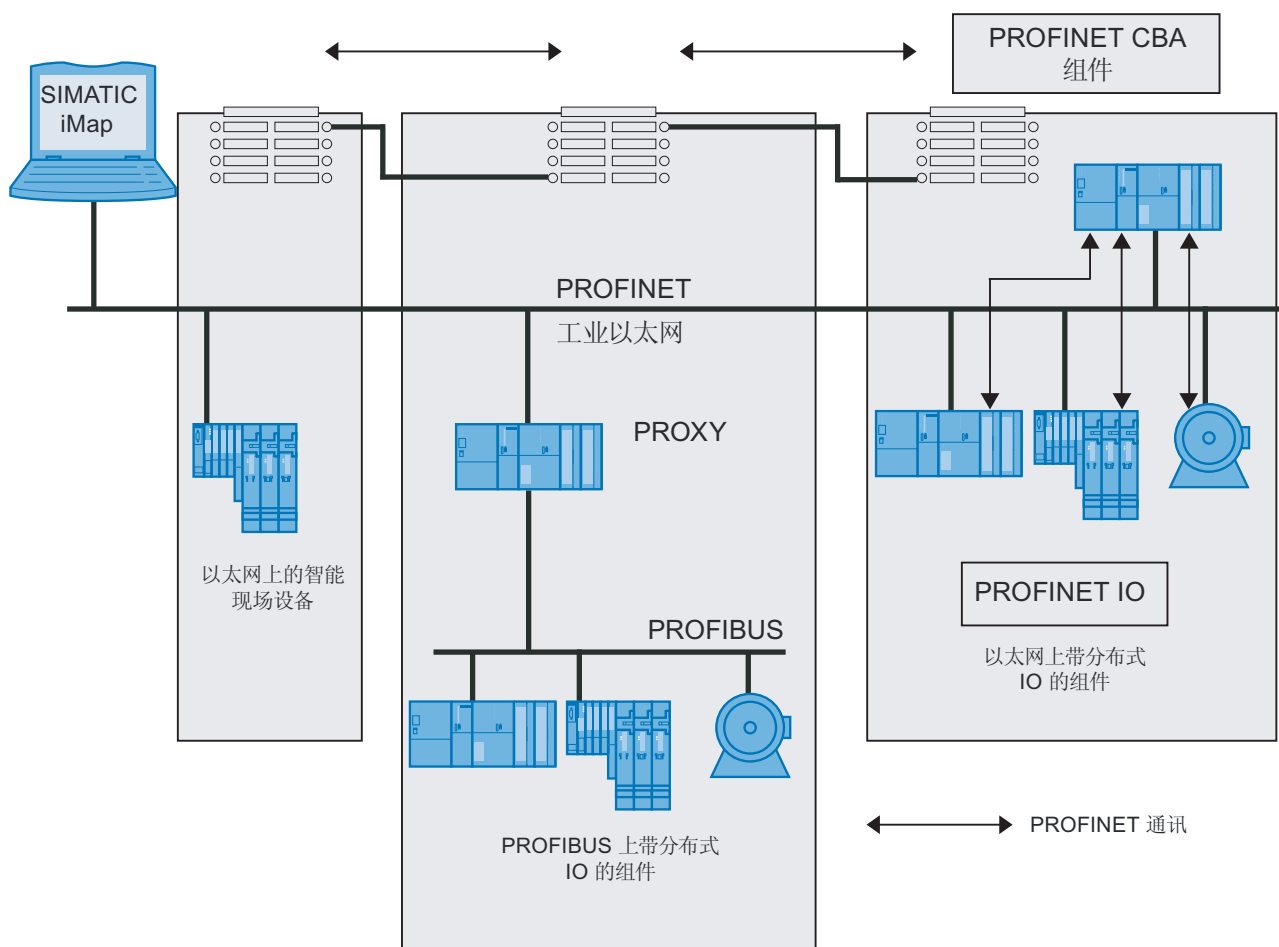 PROFINET CBA
组件
SIMATIC
iMap
PROFINET
工业以太网
PROXY
以太网上的智能
现场设备
PROFIBUS
PROFINET IO
以太网上带分布式
IO 的组件
PROFIBUS 上带分布式
IO 的组件
PROFINET 通讯